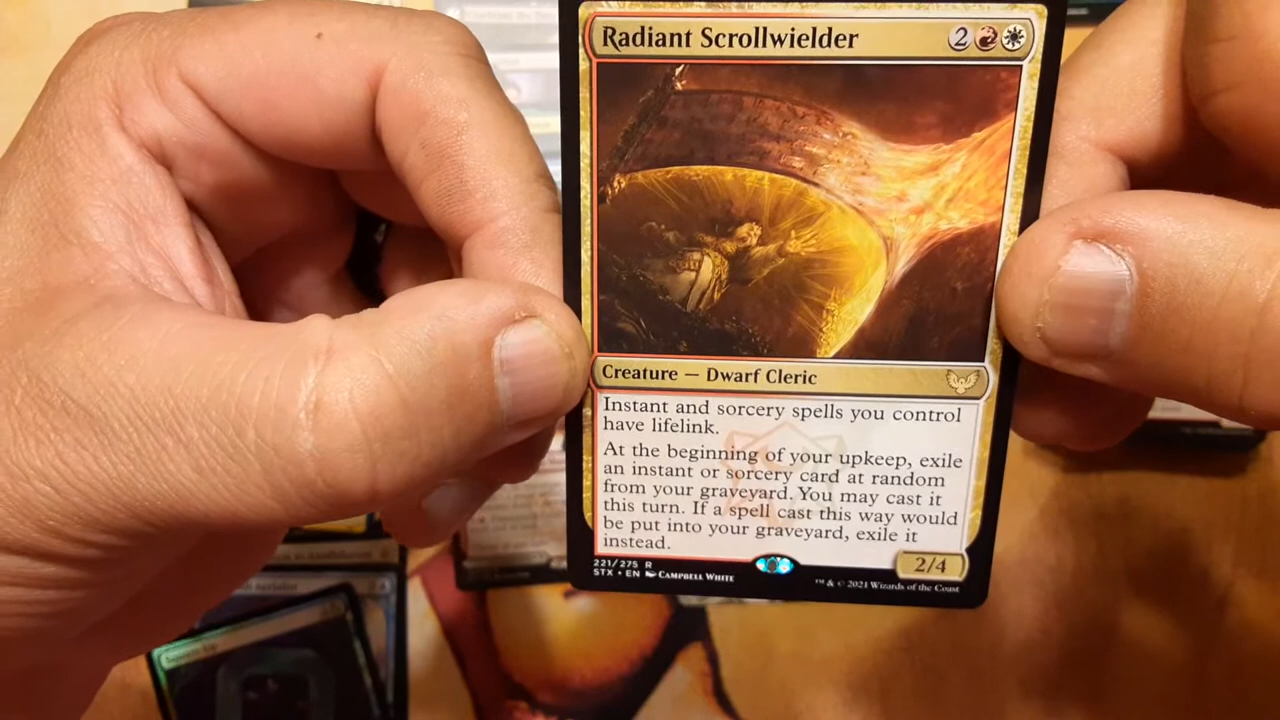 Radiant Scrollwielder 2
Creature — Dwarf Cleric
Instant and sorcery spells you control
have lifelink.
At the beginning of your upkeep, exile
an instant or sorcery card at random
from your graveyard. You may cast it
this turn. If a spell cast this way would
be put into your graveyard, exile it
instead.
2/4
221/275 R
STX • EN CAMPBELL WHITE
™ & © 2021 Wizards of the Coast